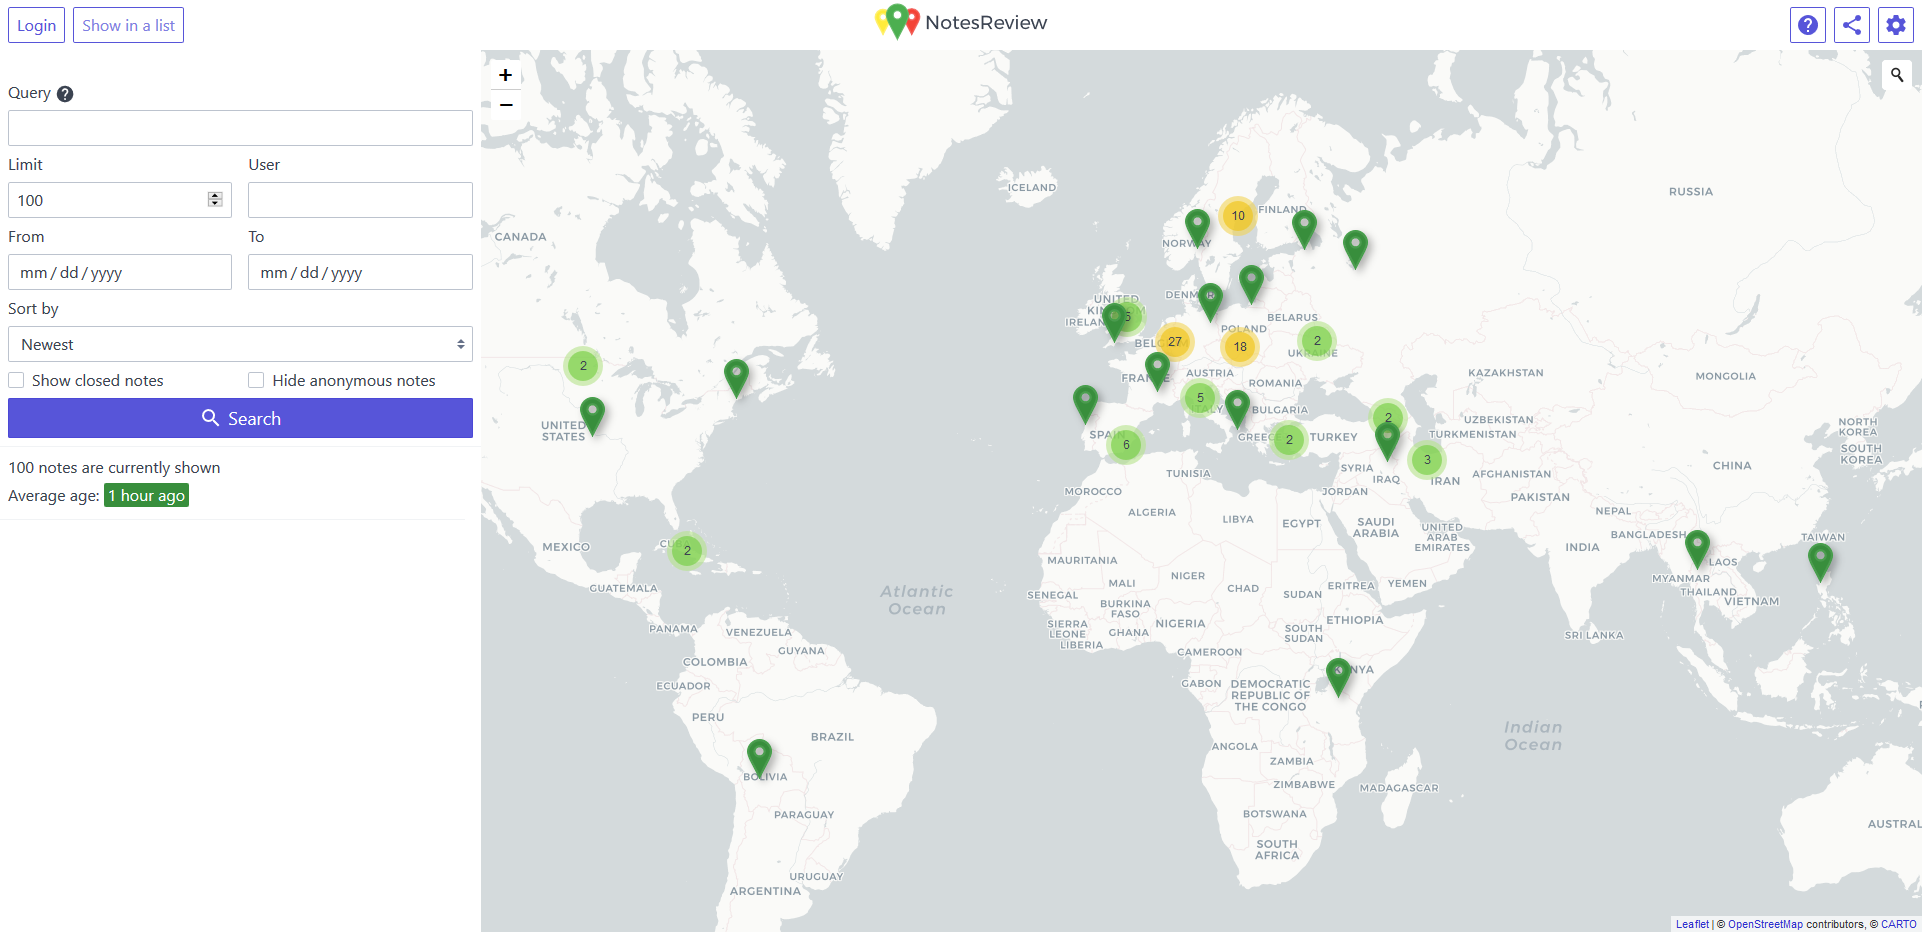 Login
Show in a list
NotesReview
Query
Limit
User
100
From
To
mm / dd / yyyy
mm / dd / yyyy
Sort by
Newest
Show closed notes
Hide anonymous notes
Search
100 notes are currently shown
Average age: 1 hour ago
+
−
ICELAND
RUSSIA
CANADA
10
FINLAND
NORWAY
UNITED
DENMAR
IRELAN
5
BELARUS
POLAND
27
18
2
UKRAINE
2
FRANCE
AUSTRIA
ROMANIA
KAZAKHSTAN
MONGOLIA
5
ITALY
BULGARIA
2
UZBEKISTAN
UNITED
STATES
SPAIN
6
GREECE
2
TURKEY
TURKMENISTAN
NORTH
KOREA
SOUTH
KOREA
3
CHINA
TUNISIA
SYRIA
IRAQ
IRAN
AFGHANISTAN
MOROCCO
JORDAN
PAKISTAN
ALGERIA
LIBYA
EGYPT
SAUDI
ARABIA
UNITED
ARAB
EMIRATES
NEPAL
BANGLADESH
TAIWAN
MEXICO
2
INDIA
MAURITANIA
LAOS
MYANMAR
GUATEMALA
Atlantic
Ocean
MALI
NIGER
CHAD
SUDAN
ERITREA
YEMEN
THAILAND
VIETNAM
SENEGAL
BURKINA
FASO
PANAMA
VENEZUELA
SIERRA
LEONE
LIBERIA
GHANA
NIGERIA
SOUTH
SUDAN
ETHIOPIA
SRI LANKA
GUYANA
COLOMBIA
CAMEROON
ECUADOR
GABON
DEMOCRATIC
REPUBLIC OF
THE CONGO
KENYA
PERU
BRAZIL
Indian
Ocean
ANGOLA
ZAMBIA
BOLIVIA
ZIMBABWE
MADAGASCAR
PARAGUAY
BOTSWANA
AUSTRAL
SOUTH
AFRICA
URUGUAY
ARGENTINA
Leaflet | © OpenStreetMap contributors, © CARTO